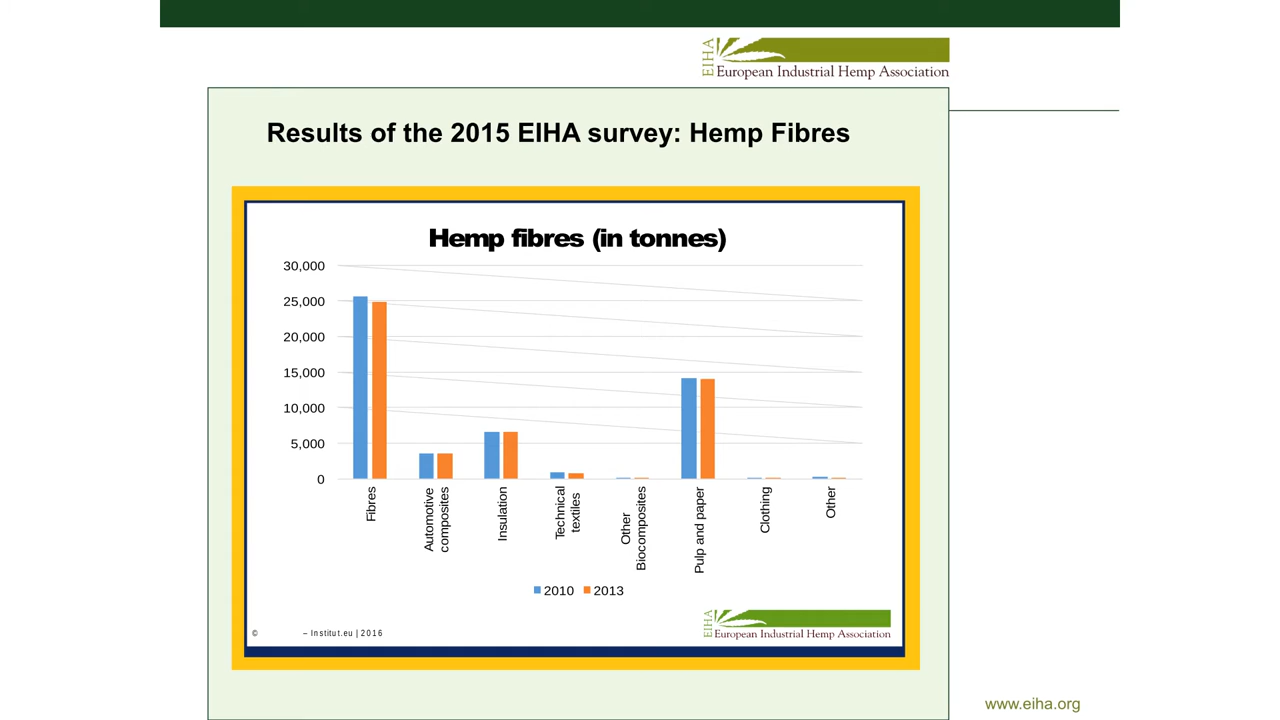 EIHA
European Industrial Hemp Association
Results of the 2015 EIHA survey: Hemp Fibres
Hemp fibres (in tonnes)
30,000
25,000
20,000
15,000
10,000
5,000
0
Fibres
Automotive
composites
Insulation
Technical
textiles
Other
Biocomposites
Pulp and paper
Clothing
Other
2010 2013
© – Institut.eu | 2016
EIHA
European Industrial Hemp Association
www.eiha.org